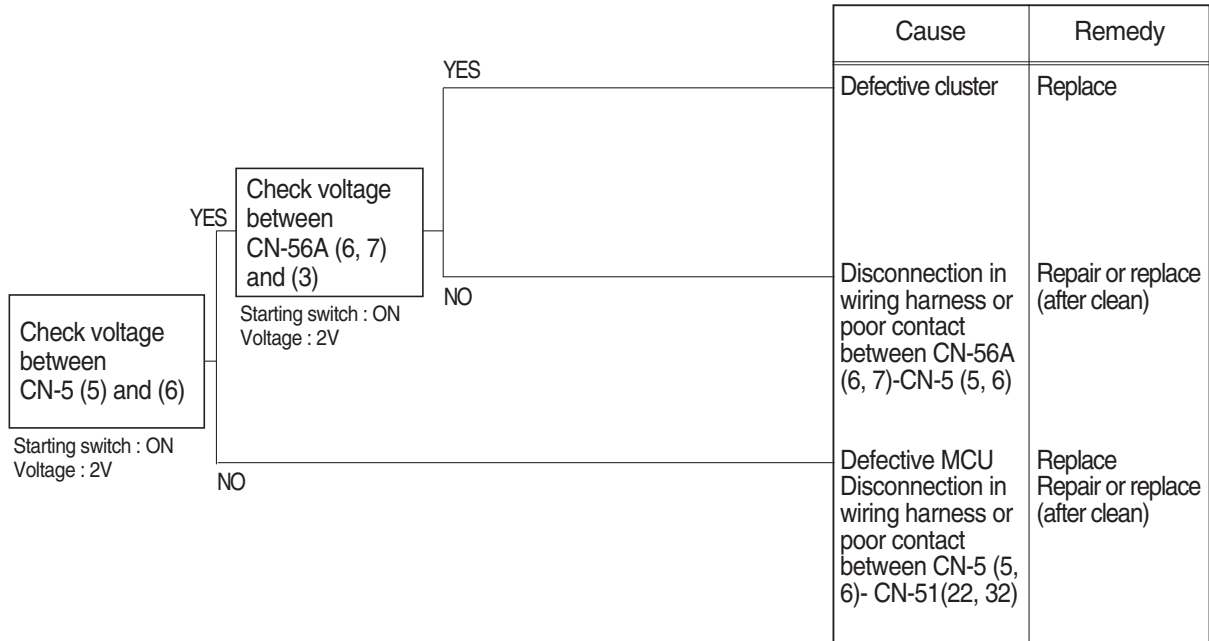 Cause
Remedy
YES
Defective cluster
Replace
Check voltage
between
CN-56A (6, 7)
and (3)
YES
Starting switch : ON
Voltage : 2V
NO
Disconnection in
wiring harness or
poor contact
between CN-56A
(6, 7)-CN-5 (5, 6)
Repair or replace
(after clean)
Check voltage
between
CN-5 (5) and (6)
Starting switch : ON
Voltage : 2V
NO
Defective MCU
Disconnection in
wiring harness or
poor contact
between CN-5 (5,
6)- CN-51(22, 32)
Replace
Repair or replace
(after clean)